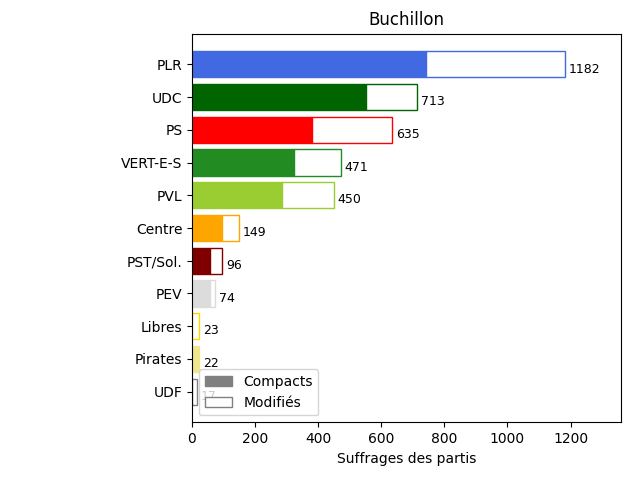 Buchillon
PLR 1182
UDC 713
PS 635
VERT-E-S 471
PVL 450
Centre 149
PST/Sol. 96
PEV 74
Libres 23
Pirates 22
UDF 17
Compacts
Modifiés
0 200 400 600 800 1000 1200
Suffrages des partis